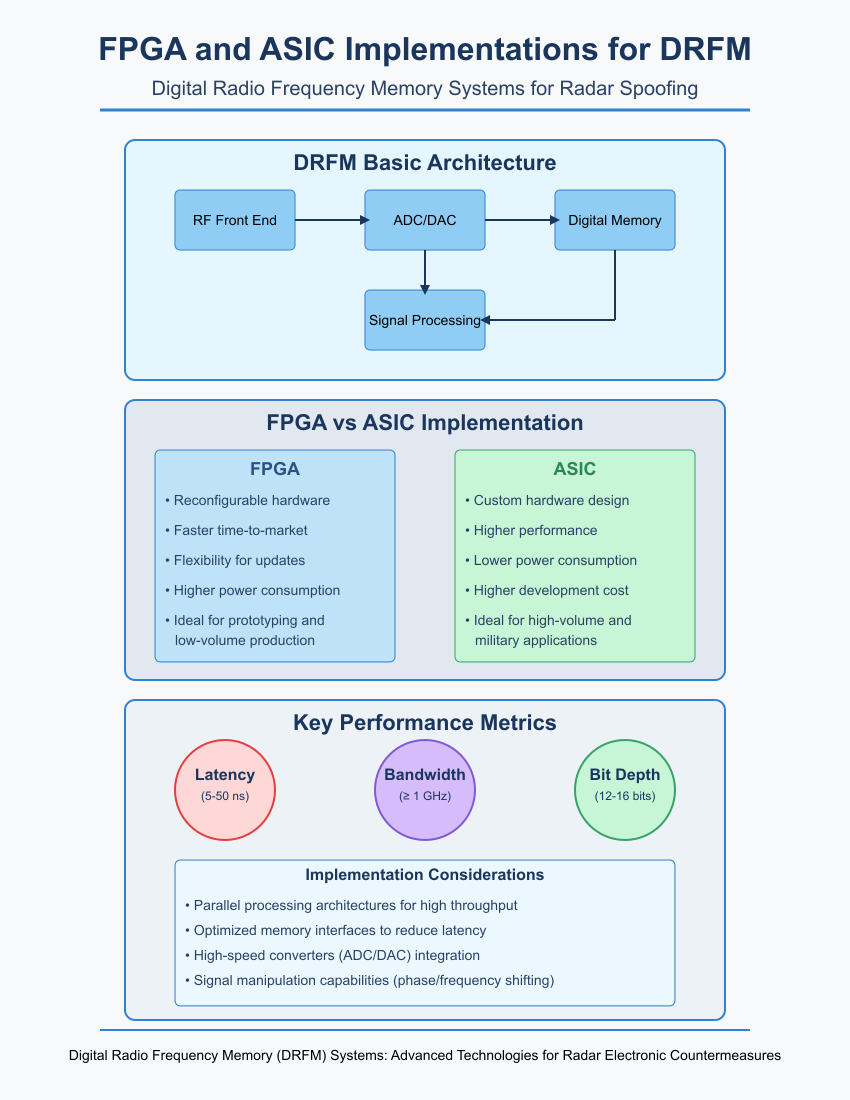 FPGA and ASIC Implementations for DRFM
Digital Radio Frequency Memory Systems for Radar Spoofing
DRFM Basic Architecture
RF Front End
ADC/DAC
Digital Memory
Signal Processing
FPGA vs ASIC Implementation
FPGA
• Reconfigurable hardware
• Faster time-to-market
• Flexibility for updates
• Higher power consumption
• Ideal for prototyping and
low-volume production
ASIC
• Custom hardware design
• Higher performance
• Lower power consumption
• Higher development cost
• Ideal for high-volume and
military applications
Key Performance Metrics
Latency
(5-50 ns)
Bandwidth
(≥ 1 GHz)
Bit Depth
(12-16 bits)
Implementation Considerations
• Parallel processing architectures for high throughput
• Optimized memory interfaces to reduce latency
• High-speed converters (ADC/DAC) integration
• Signal manipulation capabilities (phase/frequency shifting)
Digital Radio Frequency Memory (DRFM) Systems: Advanced Technologies for Radar Electronic Countermeasures